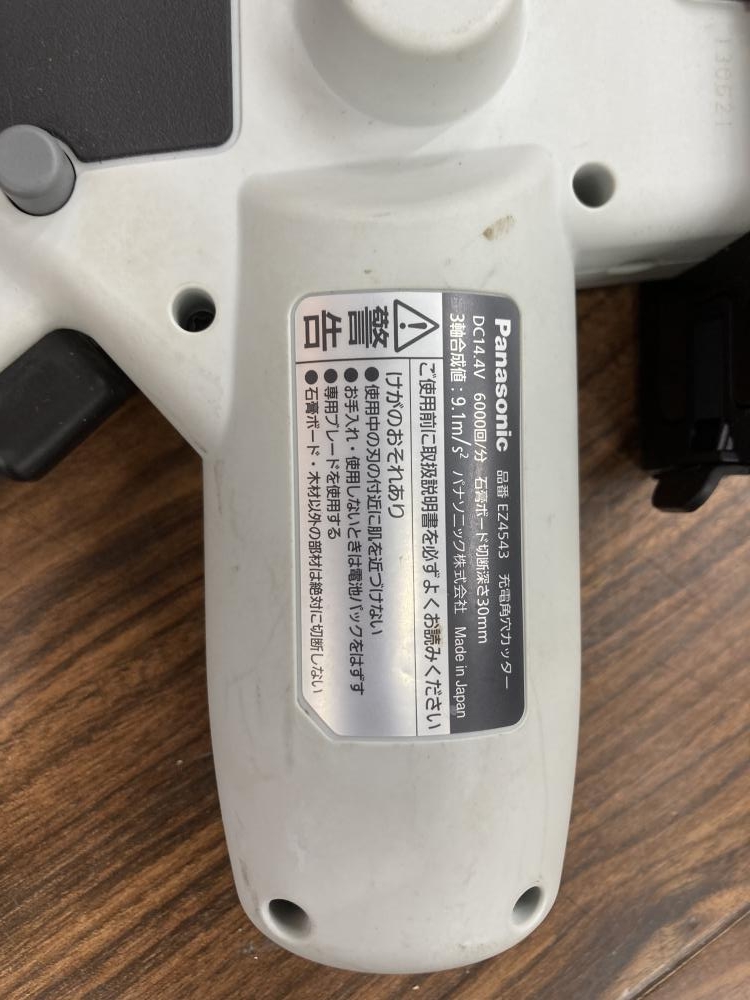 Panasonic 品番 EZ4543 充電角穴カッター
DC14.4V 6000回/分 石膏ボード切断深さ30mm
3軸合成値：9.1m/s² パナソニック株式会社 Made in Japan
⚠警告
ご使用前に取扱説明書を必ずよくお読みください
けがのおそれあり
●使用中の刃の付近に肌を近づけない
●お手入れ・使用しないときは電池パックをはずす
●専用ブレードを使用する
●石膏ボード・木材以外の部材は絶対に切断しない